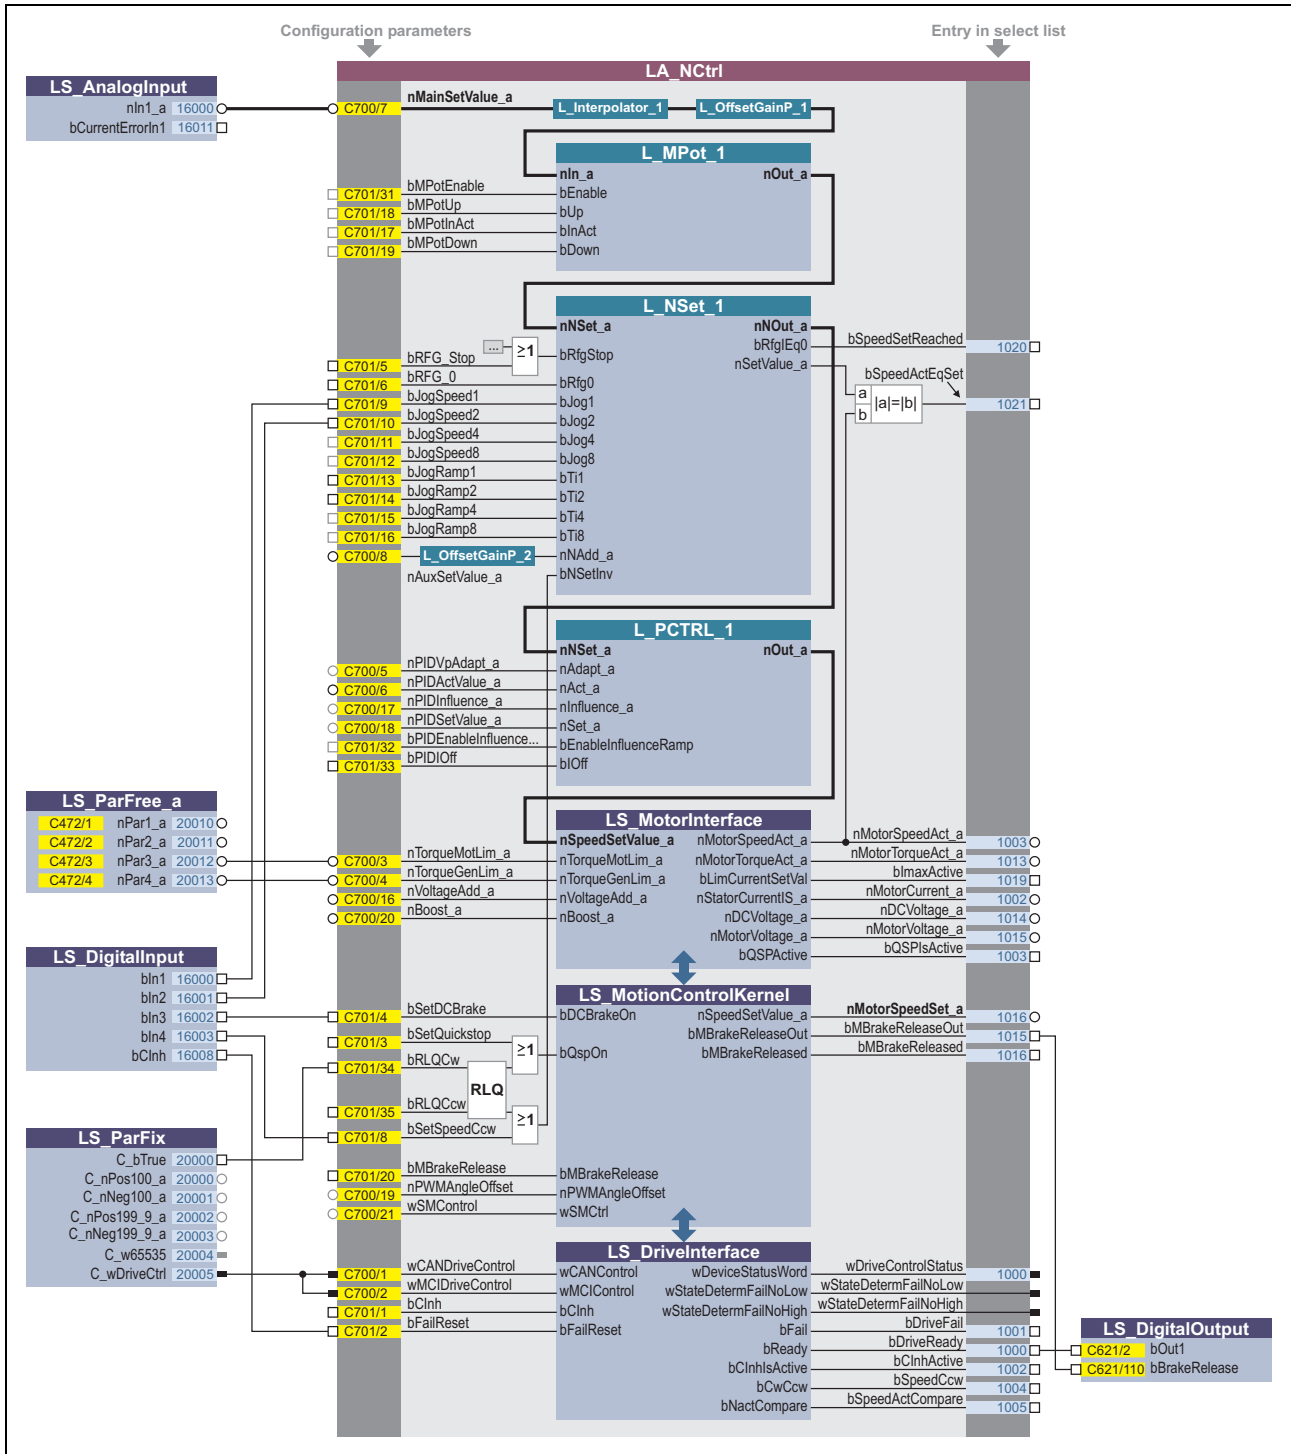 Configuration parameters
Entry in select list
LA_NCtrl
LS_AnalogInput
nIn1_a 16000
bCurrentErrorIn1 16011
C700/7 nMainSetValue_a
L_Interpolator_1 L_OffsetGainP_1
L_MPot_1
nIn_a nOut_a
C701/31 bMPotEnable bEnable
C701/18 bMPotUp bUp
C701/17 bMPotInAct bInAct
C701/19 bMPotDown bDown
L_NSet_1
nNSet_a nNOut_a
... ≥1
bRfgIEq0 bSpeedSetReached 1020
C701/5 bRFG_Stop bRfgStop nSetValue_a
bSpeedActEqSet
a
b
|a|=|b|
1021
C701/6 bRFG_0 bRfg0
C701/9 bJogSpeed1 bJog1
C701/10 bJogSpeed2 bJog2
C701/11 bJogSpeed4 bJog4
C701/12 bJogSpeed8 bJog8
C701/13 bJogRamp1 bTi1
C701/14 bJogRamp2 bTi2
C701/15 bJogRamp4 bTi4
C701/16 bJogRamp8 bTi8
C700/8 L_OffsetGainP_2 nNAdd_a
nAuxSetValue_a bNSetInv
L_PCTRL_1
nNSet_a nOut_a
C700/5 nPIDVpAdapt_a nAdapt_a
C700/6 nPIDActValue_a nAct_a
C700/17 nPIDInfluence_a nInfluence_a
C700/18 nPIDSetValue_a nSet_a
C701/32 bPIDEnableInfluence... bEnableInfluenceRamp
C701/33 bPIDIOff bIOff
LS_ParFree_a
C472/1 nPar1_a 20010
C472/2 nPar2_a 20011
C472/3 nPar3_a 20012
C472/4 nPar4_a 20013
LS_MotorInterface
nSpeedSetValue_a nMotorSpeedAct_a nMotorSpeedAct_a 1003
C700/3 nTorqueMotLim_a nTorqueMotLim_a nMotorTorqueAct_a nMotorTorqueAct_a 1013
C700/4 nTorqueGenLim_a nTorqueGenLim_a bLimCurrentSetVal bImaxActive 1019
C700/16 nVoltageAdd_a nVoltageAdd_a nStatorCurrentIS_a nMotorCurrent_a 1002
C700/20 nBoost_a nBoost_a nDCVoltage_a nDCVoltage_a 1014
nMotorVoltage_a nMotorVoltage_a 1015
bQSPActive bQSPIsActive 1003
LS_DigitalInput
bIn1 16000
bIn2 16001
bIn3 16002
bIn4 16003
bCInh 16008
LS_MotionControlKernel
C701/4 bSetDCBrake bDCBrakeOn nSpeedSetValue_a nMotorSpeedSet_a 1016
C701/3 bSetQuickstop bMBrakeReleaseOut bMBrakeReleaseOut 1015
≥1 bQspOn bMBrakeReleased bMBrakeReleased 1016
C701/34 bRLQCw
RLQ
C701/35 bRLQCcw
≥1
C701/8 bSetSpeedCcw
C701/20 bMBrakeRelease bMBrakeRelease
C700/19 nPWMAngleOffset nPWMAngleOffset
C700/21 wSMControl wSMCtrl
LS_ParFix
C_bTrue 20000
C_nPos100_a 20000
C_nNeg100_a 20001
C_nPos199_9_a 20002
C_nNeg199_9_a 20003
C_w65535 20004
C_wDriveCtrl 20005
LS_DriveInterface
C700/1 wCANDriveControl wCANControl wDeviceStatusWord wDriveControlStatus 1000
C700/2 wMCIDriveControl wMCIControl wStateDetermFailNoLow wStateDetermFailNoLow
C701/1 bCInh bCInh wStateDetermFailNoHigh wStateDetermFailNoHigh
C701/2 bFailReset bFailReset bFail bDriveFail 1001
bReady bDriveReady 1000
bCInhIsActive bCInhActive 1002
bCwCcw bSpeedCcw 1004
bNactCompare bSpeedActCompare 1005
LS_DigitalOutput
C621/2 bOut1
C621/110 bBrakeRelease